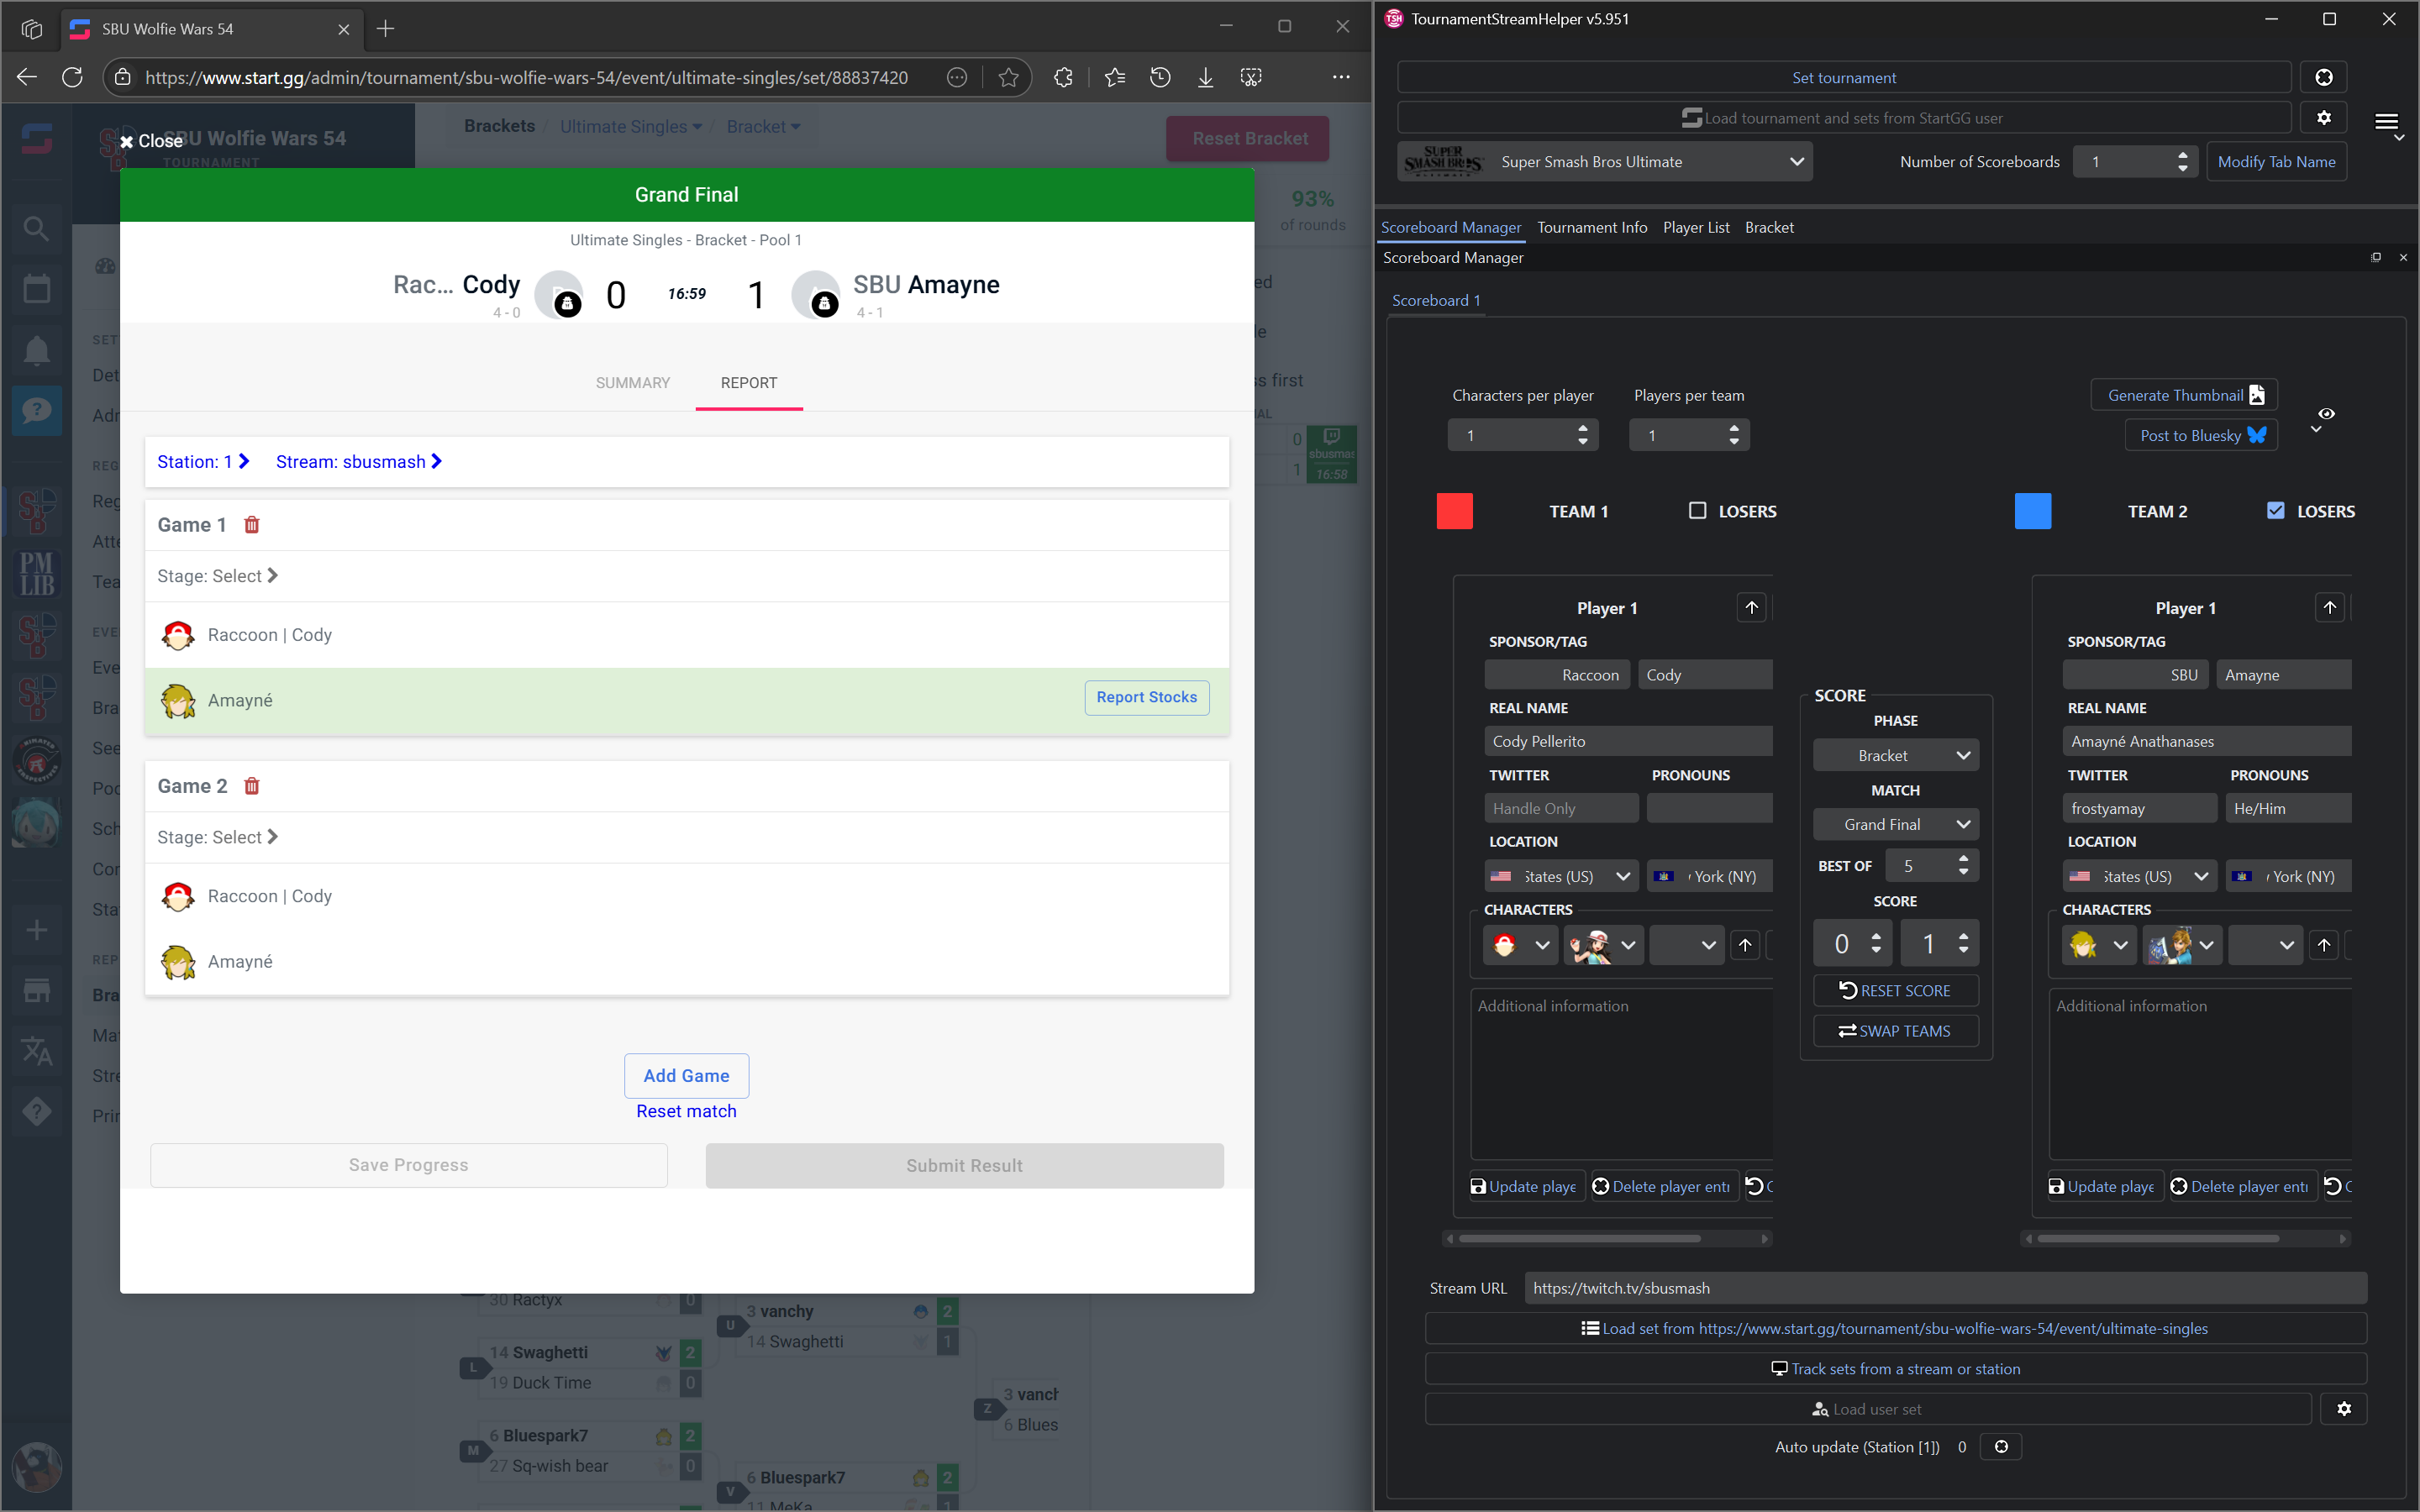 SBU Wolfie Wars 54
https://www.start.gg/admin/tournament/sbu-wolfie-wars-54/event/ultimate-singles/set/88837420
SBU Wolfie Wars 54
TOURNAMENT
Close
Brackets / Ultimate Singles / Bracket
Reset Bracket
93%
of rounds
Grand Final
Ultimate Singles - Bracket - Pool 1
Rac... Cody
4 - 0
0
16:59
1
SBU Amayne
4 - 1
SUMMARY
REPORT
Station: 1
Stream: sbusmash
Game 1
Stage: Select
Raccoon | Cody
Amayné
Report Stocks
Game 2
Stage: Select
Raccoon | Cody
Amayné
Add Game
Reset match
Save Progress
Submit Result
PM
LIB
0
1
16:58
30 Ractyx 0
L
14 Swaghetti 2
19 Duck Time 0
M
6 Bluespark7 2
27 Sq-wish bear 0
U
3 vanchy 2
14 Swaghetti 1
V
6 Bluespark7 2
11 MeKa 1
Z
3 vanch
6 Blues
TSH
TournamentStreamHelper v5.951
Set tournament
Load tournament and sets from StartGG user
SUPER
SMASH BROS
ULTIMATE
Super Smash Bros Ultimate
Number of Scoreboards
1
Modify Tab Name
Scoreboard Manager
Tournament Info
Player List
Bracket
Scoreboard Manager
Scoreboard 1
Characters per player
1
Players per team
1
Generate Thumbnail
Post to Bluesky
TEAM 1
LOSERS
TEAM 2
LOSERS
Player 1
SPONSOR/TAG
Raccoon
Cody
REAL NAME
Cody Pellerito
TWITTER
PRONOUNS
Handle Only
LOCATION
States (US)
York (NY)
CHARACTERS
Additional information
Update playe
Delete player enti
SCORE
PHASE
Bracket
MATCH
Grand Final
BEST OF
5
SCORE
0
1
RESET SCORE
SWAP TEAMS
Player 1
SPONSOR/TAG
SBU
Amayne
REAL NAME
Amayné Anathanases
TWITTER
PRONOUNS
frostyamay
He/Him
LOCATION
States (US)
York (NY)
CHARACTERS
Additional information
Update playe
Delete player enti
Stream URL
https://twitch.tv/sbusmash
Load set from https://www.start.gg/tournament/sbu-wolfie-wars-54/event/ultimate-singles
Track sets from a stream or station
Load user set
Auto update (Station [1])
0